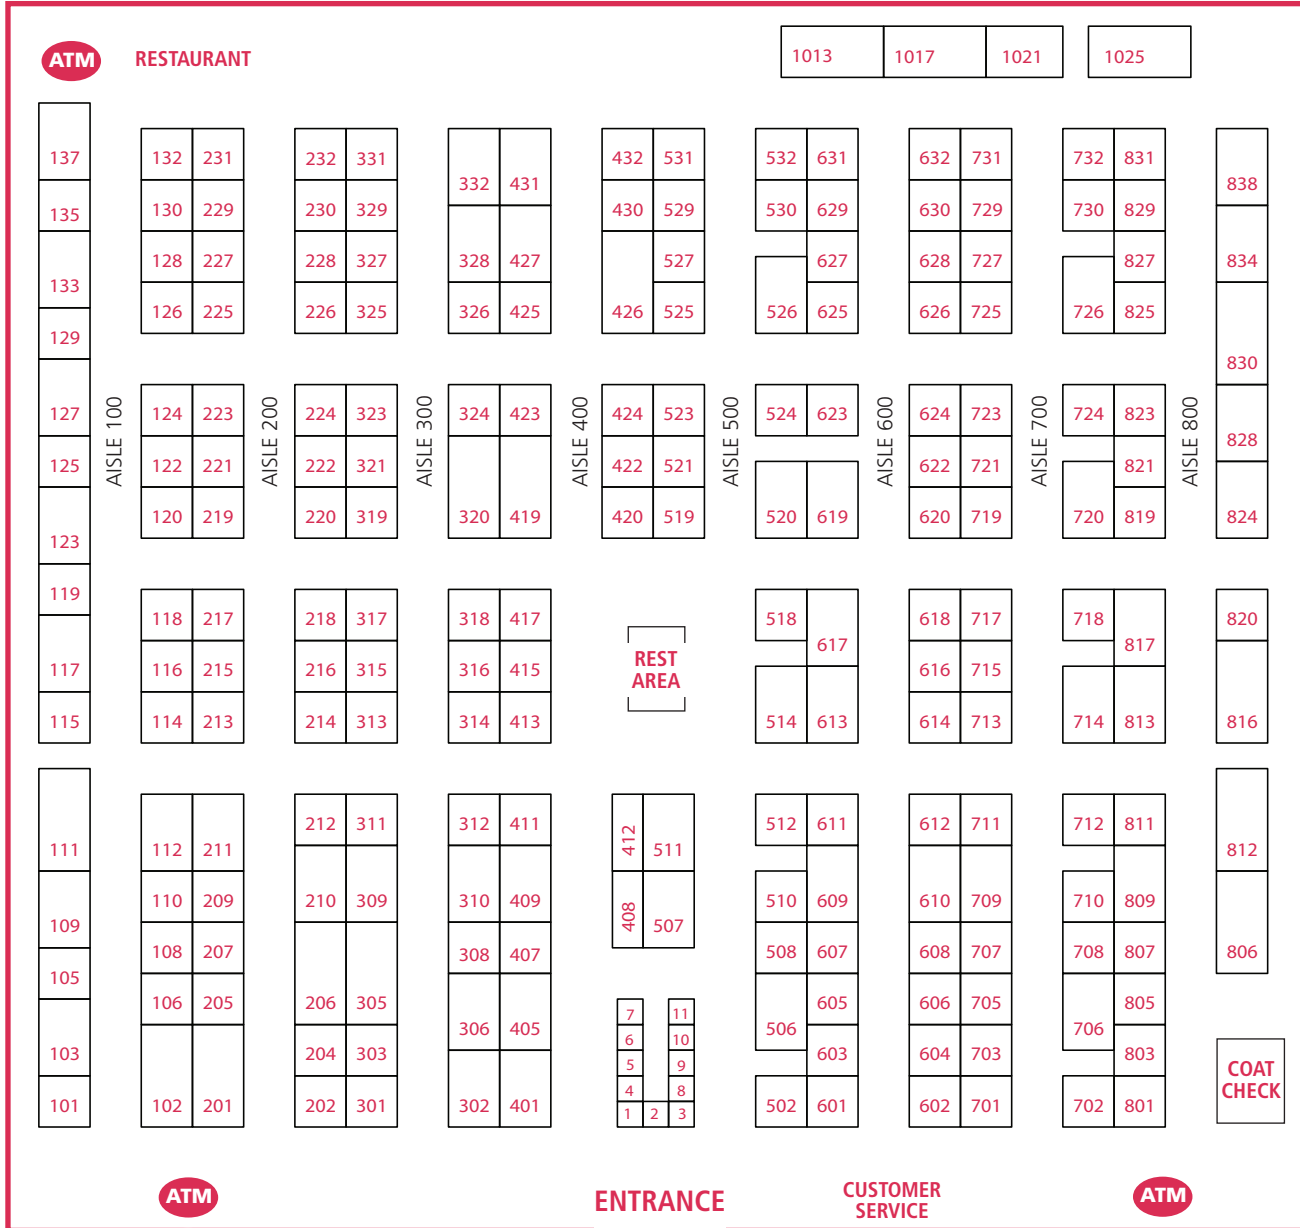 ATM RESTAURANT 1013 1017 1021 1025
137 132 231 232 331 332 431 432 531 532 631 632 731 732 831 838
135 130 229 230 329 430 529 530 629 630 729 730 829
133 128 227 228 327 328 427 527 627 628 727 827 834
129 126 225 226 325 326 425 426 525 526 625 626 725 726 825 830
127 124 223 224 323 324 423 424 523 524 623 624 723 724 823 828
AISLE 100 AISLE 200 AISLE 300 AISLE 400 AISLE 500 AISLE 600 AISLE 700 AISLE 800
125 122 221 222 321 422 521 622 721 821
123 120 219 220 319 320 419 420 519 520 619 620 719 720 819 824
119
118 217 218 317 318 417 518 618 717 718 820
117 116 215 216 315 316 415 REST 617 616 715 817
AREA
115 114 213 214 313 314 413 514 613 614 713 714 813 816
212 311 312 411 512 611 612 711 712 811
111 112 211 412 511 812
109 110 209 210 309 310 409 408 507 510 609 610 709 710 809
105 108 207 308 407 508 607 608 707 708 807 806
106 205 206 305 7 11 605 606 705 805
306 405 6 10 506 706
103 204 303 5 9 603 604 703 803 COAT
4 8 CHECK
101 102 201 202 301 302 401 1 2 3 502 601 602 701 702 801
ATM ENTRANCE CUSTOMER ATM
SERVICE